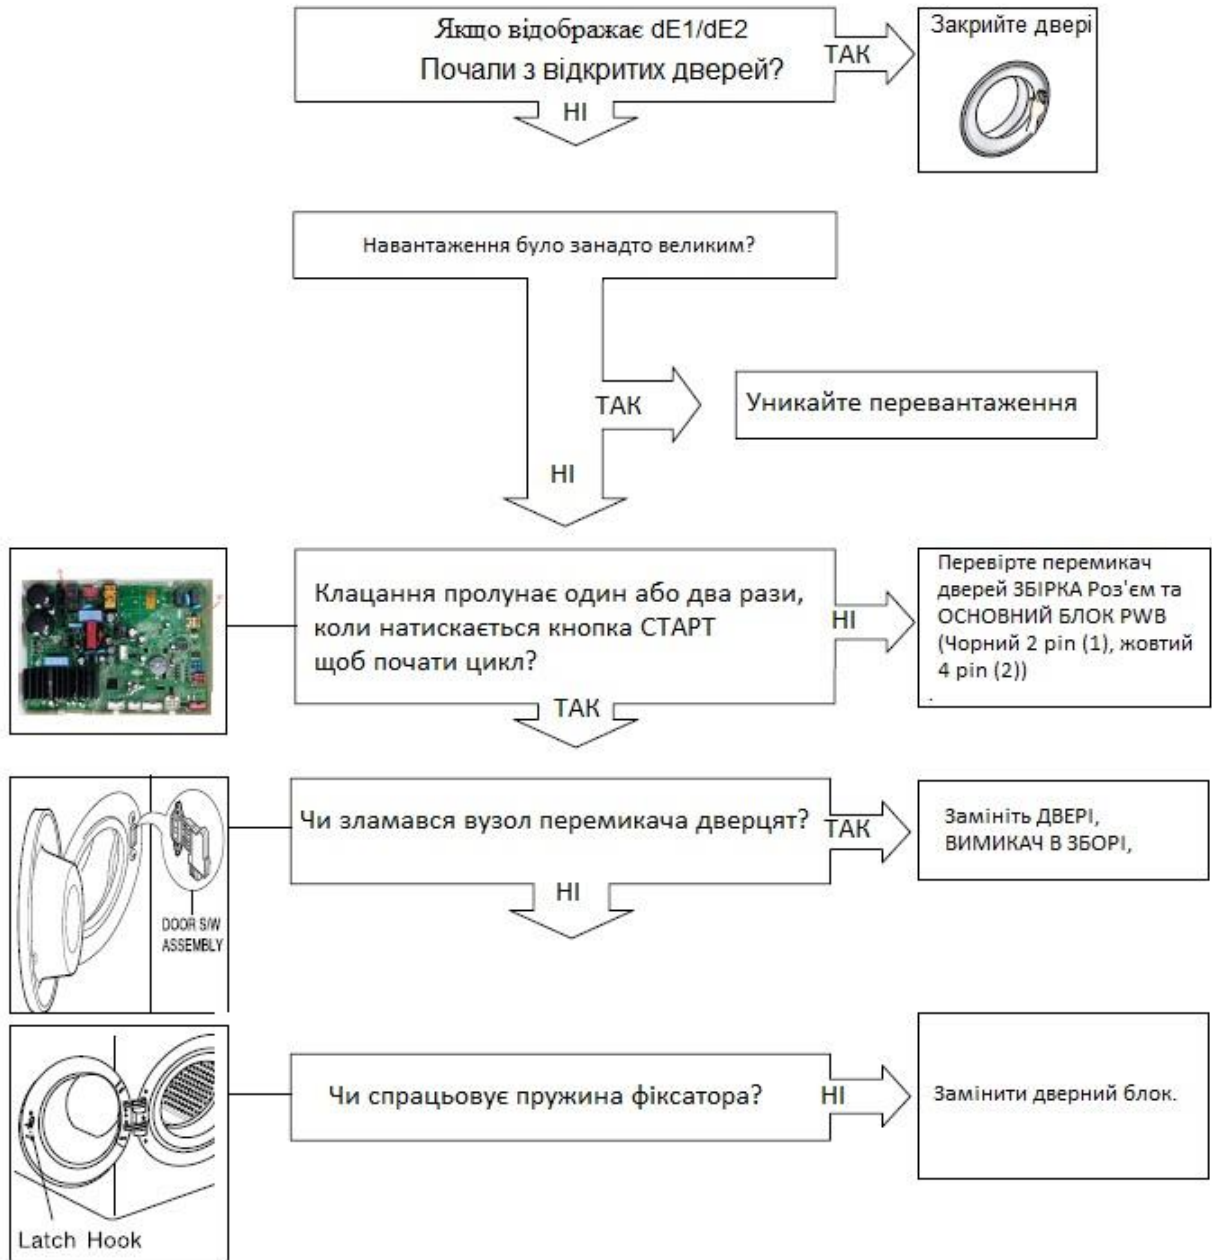 Якщо відображає dE1/dE2
Почали з відкритих дверей?
ТАК
Закрийте двері
НІ
Навантаження було занадто великим?
ТАК
Уникайте перевантаження
НІ
Клацання пролунає один або два рази,
коли натискається кнопка СТАРТ
щоб почати цикл?
НІ
Перевірте перемикач
дверей ЗБІРКА Роз'єм та
ОСНОВНИЙ БЛОК PWB
(Чорний 2 pin (1), жовтий
4 pin (2))
.
ТАК
DOOR S/W
ASSEMBLY
Чи зламався вузол перемикача дверцят?
ТАК
Замініть ДВЕРІ,
ВИМИКАЧ В ЗБОРІ,
НІ
Latch Hook
Чи спрацьовує пружина фіксатора?
НІ
Замінити дверний блок.